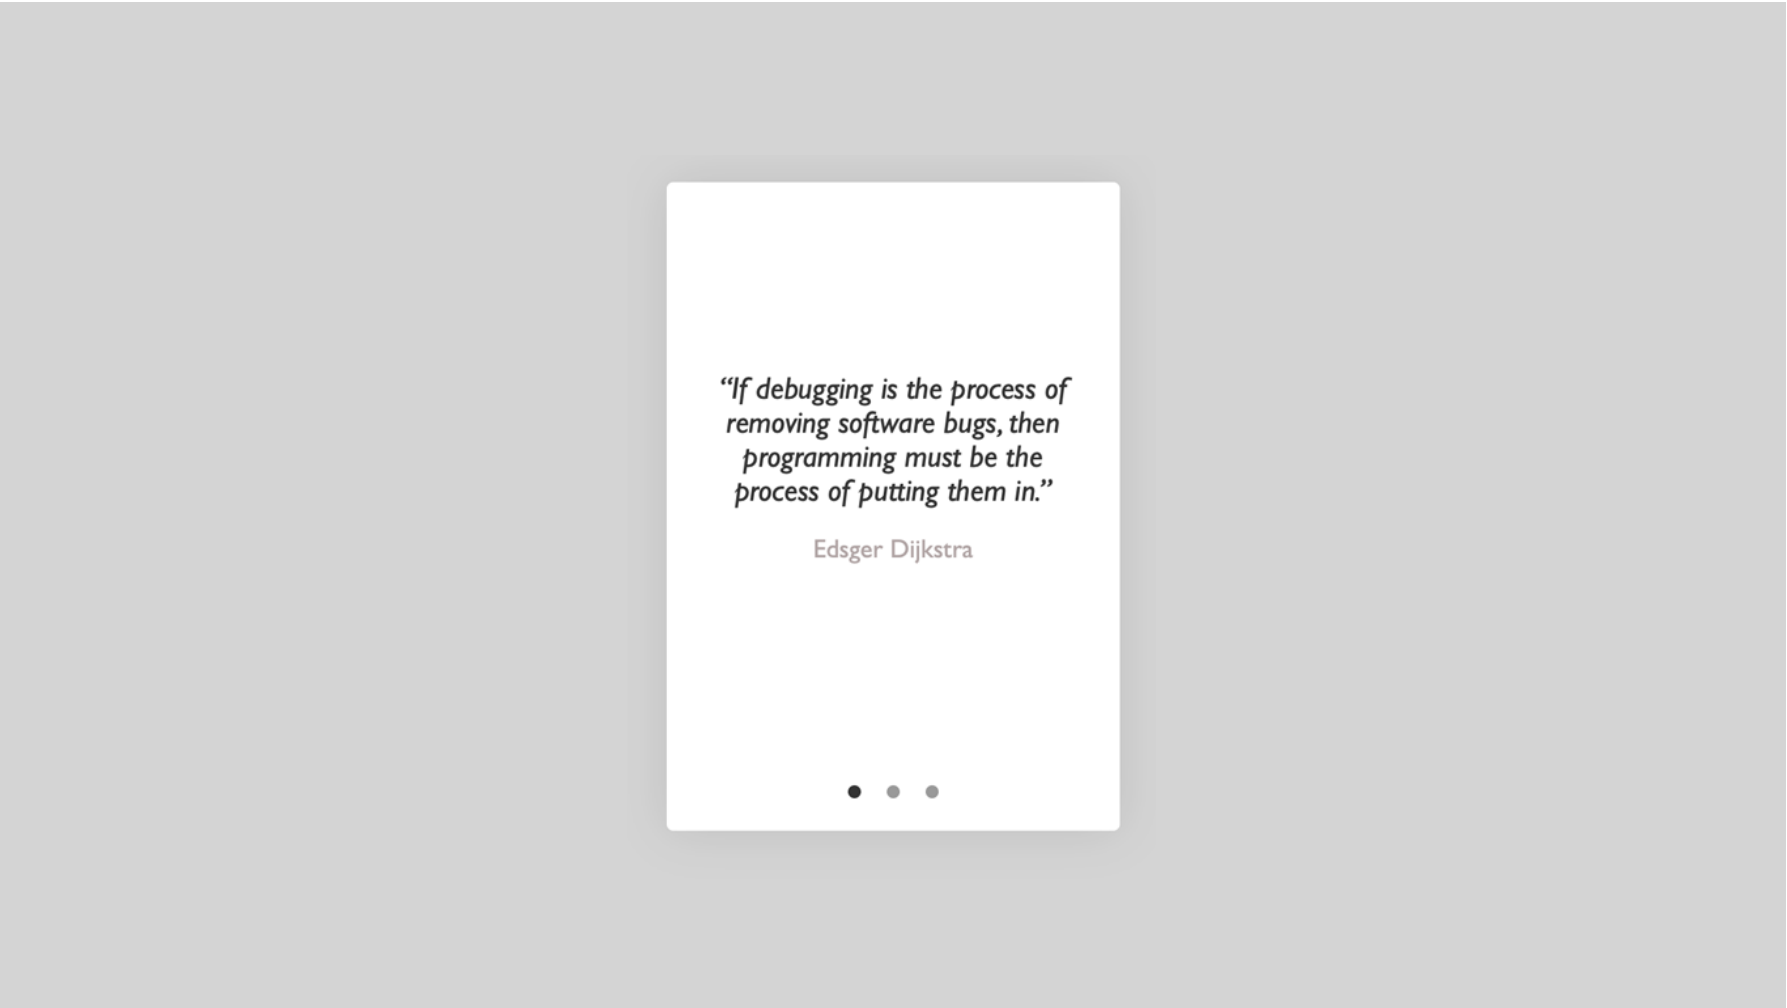 “If debugging is the process of
removing software bugs, then
programming must be the
process of putting them in.”
Edsger Dijkstra